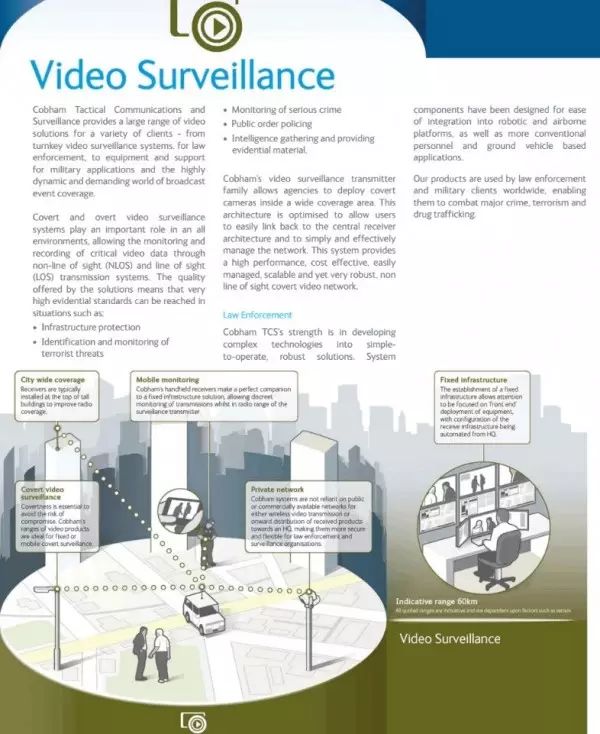 Video Surveillance
Cobham Tactical Communications and
Surveillance provides a large range of video
solutions for a variety of clients - from
turnkey video surveillance systems, for law
enforcement, to equipment and support
for military applications and the highly
dynamic and demanding world of broadcast
event coverage.
Covert and overt video surveillance
systems play an important role in an all
environments, allowing the monitoring and
recording of critical video data through
non-line of sight (NLOS) and line of sight
(LOS) transmission systems. The quality
offered by the solutions means that very
high evidential standards can be reached in
situations such as;
• Infrastructure protection
• Identification and monitoring of
terrorist threats
• Monitoring of serious crime
• Public order policing
• Intelligence gathering and providing
evidential material.
Cobham's video surveillance transmitter
family allows agencies to deploy covert
cameras inside a wide coverage area. This
architecture is optimised to allow users
to easily link back to the central receiver
architecture and to simply and effectively
manage the network. This system provides
a high performance, cost effective, easily
managed, scalable and yet very robust, non
line of sight covert video network.
Law Enforcement
Cobham TCS's strength is in developing
complex technologies into simple-
to-operate, robust solutions. System
components have been designed for ease
of integration into robotic and airborne
platforms, as well as more conventional
personnel and ground vehicle based
applications.
Our products are used by law enforcement
and military clients worldwide, enabling
them to combat major crime, terrorism and
drug trafficking.
City wide coverage
Receivers are typically
installed at the top of tall
buildings to improve radio
coverage.
Mobile monitoring
Cobham's handheld receivers make a perfect companion
to a fixed infrastructure solution, allowing discreet
monitoring of transmissions whilst in radio range of the
surveillance transmitter
Fixed infrastructure
The establishment of a fixed
infrastructure allows attention
to be focused on 'front end'
deployment of equipment,
with configuration of the
receive infrastructure being
automated from HQ.
Covert video
surveillance
Covertness is essential to
avoid the risk of
compromise. Cobham's
ranges of video products
are ideal for fixed or
mobile covert surveillance.
Private network
Cobham systems are not reliant on public
or commercially available networks for
either wireless video transmission or
onward distribution of received products
towards an HQ, making them more secure
and flexible for law enforcement and
surveillance organisations.
Indicative range 60km
All quoted ranges are indicative and are dependent upon factors such as terrain
Video Surveillance